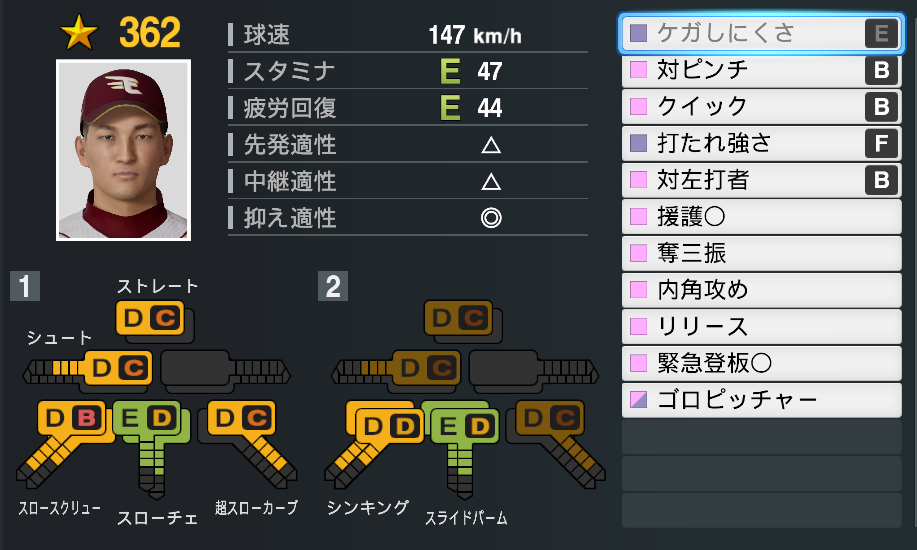 362
球速 147 km/h
スタミナ E 47
疲労回復 E 44
先発適性 △
中継適性 △
抑え適性 ◎
ケガしにくさ E
対ピンチ B
クイック B
打たれ強さ F
対左打者 B
援護〇
奪三振
内角攻め
リリース
緊急登板〇
ゴロピッチャー
1
ストレート
D C
シュート
D C
D B
E D
D C
スロースクリュー
スローチェ
超スローカーブ
2
D C
D C
D D
E D
D C
シンキング
スライドパーム